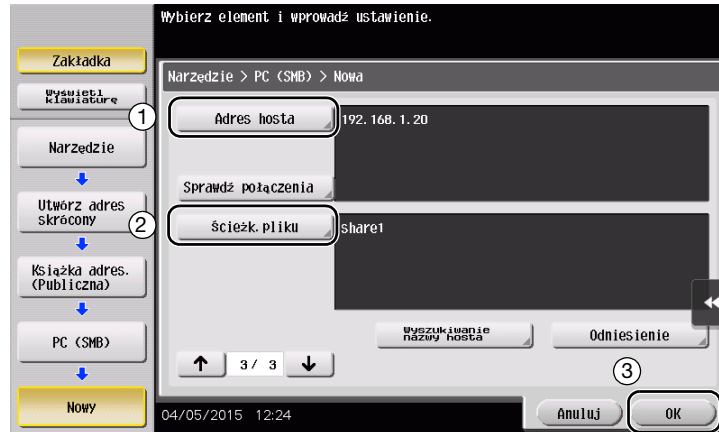 Wybierz element i wprowadź ustawienie.
Zakładka
Wyświetl
klawiaturę
Narzędzie > PC (SMB) > Nowa
1
Adres hosta
192.168.1.20
Narzędzie
Sprawdź połączenia
Utwórz adres
skrócony
2
Ścieżk.pliku
share1
Książka adres.
(Publiczna)
PC (SMB)
Wyszukiwanie
nazwy hosta
Odniesienie
↑ 3/ 3 ↓
3
Nowy
04/05/2015 12:24
Anuluj
OK